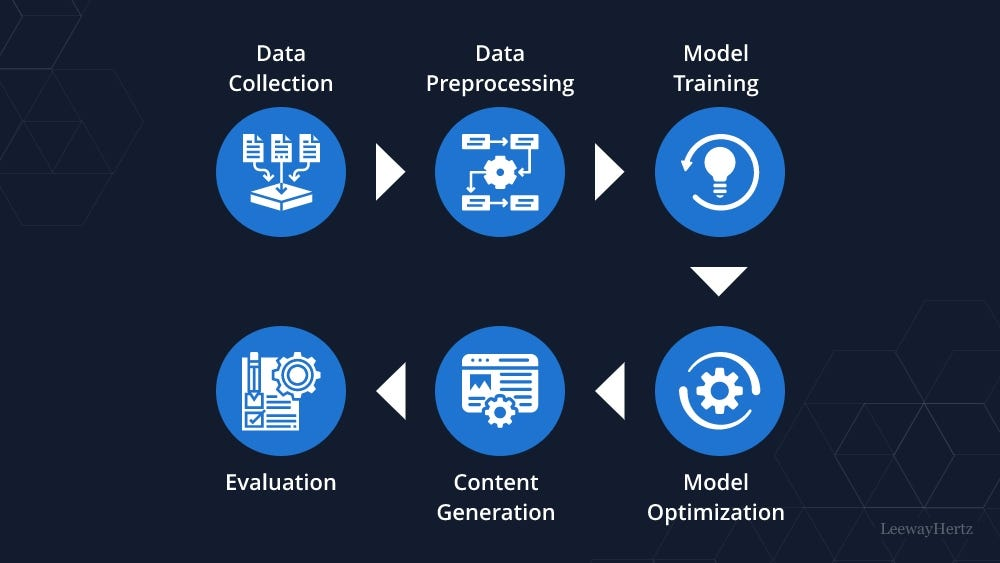 Data
Collection
Data
Preprocessing
Model
Training
Evaluation
Content
Generation
Model
Optimization
LeewayHertz